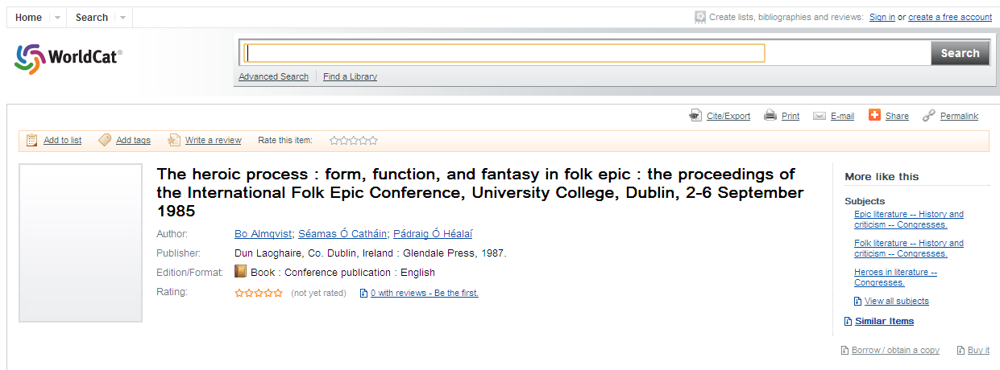 Home Search Create lists, bibliographies and reviews: Sign in or create a free account
WorldCat®
Search
Advanced Search Find a Library
Cite/Export Print E-mail Share Permalink
Add to list Add tags Write a review Rate this item:
The heroic process : form, function, and fantasy in folk epic : the proceedings of
the International Folk Epic Conference, University College, Dublin, 2-6 September
1985
Author: Bo Almqvist; Séamas Ó Catháin; Pádraig Ó Héalaí
Publisher: Dun Laoghaire, Co. Dublin, Ireland : Glendale Press, 1987.
Edition/Format: Book : Conference publication : English
Rating: (not yet rated) 0 with reviews - Be the first.
More like this
Subjects
Epic literature -- History and
criticism -- Congresses.
Folk literature -- History and
criticism -- Congresses.
Heroes in literature --
Congresses.
View all subjects
Similar Items
Borrow / obtain a copy Buy it